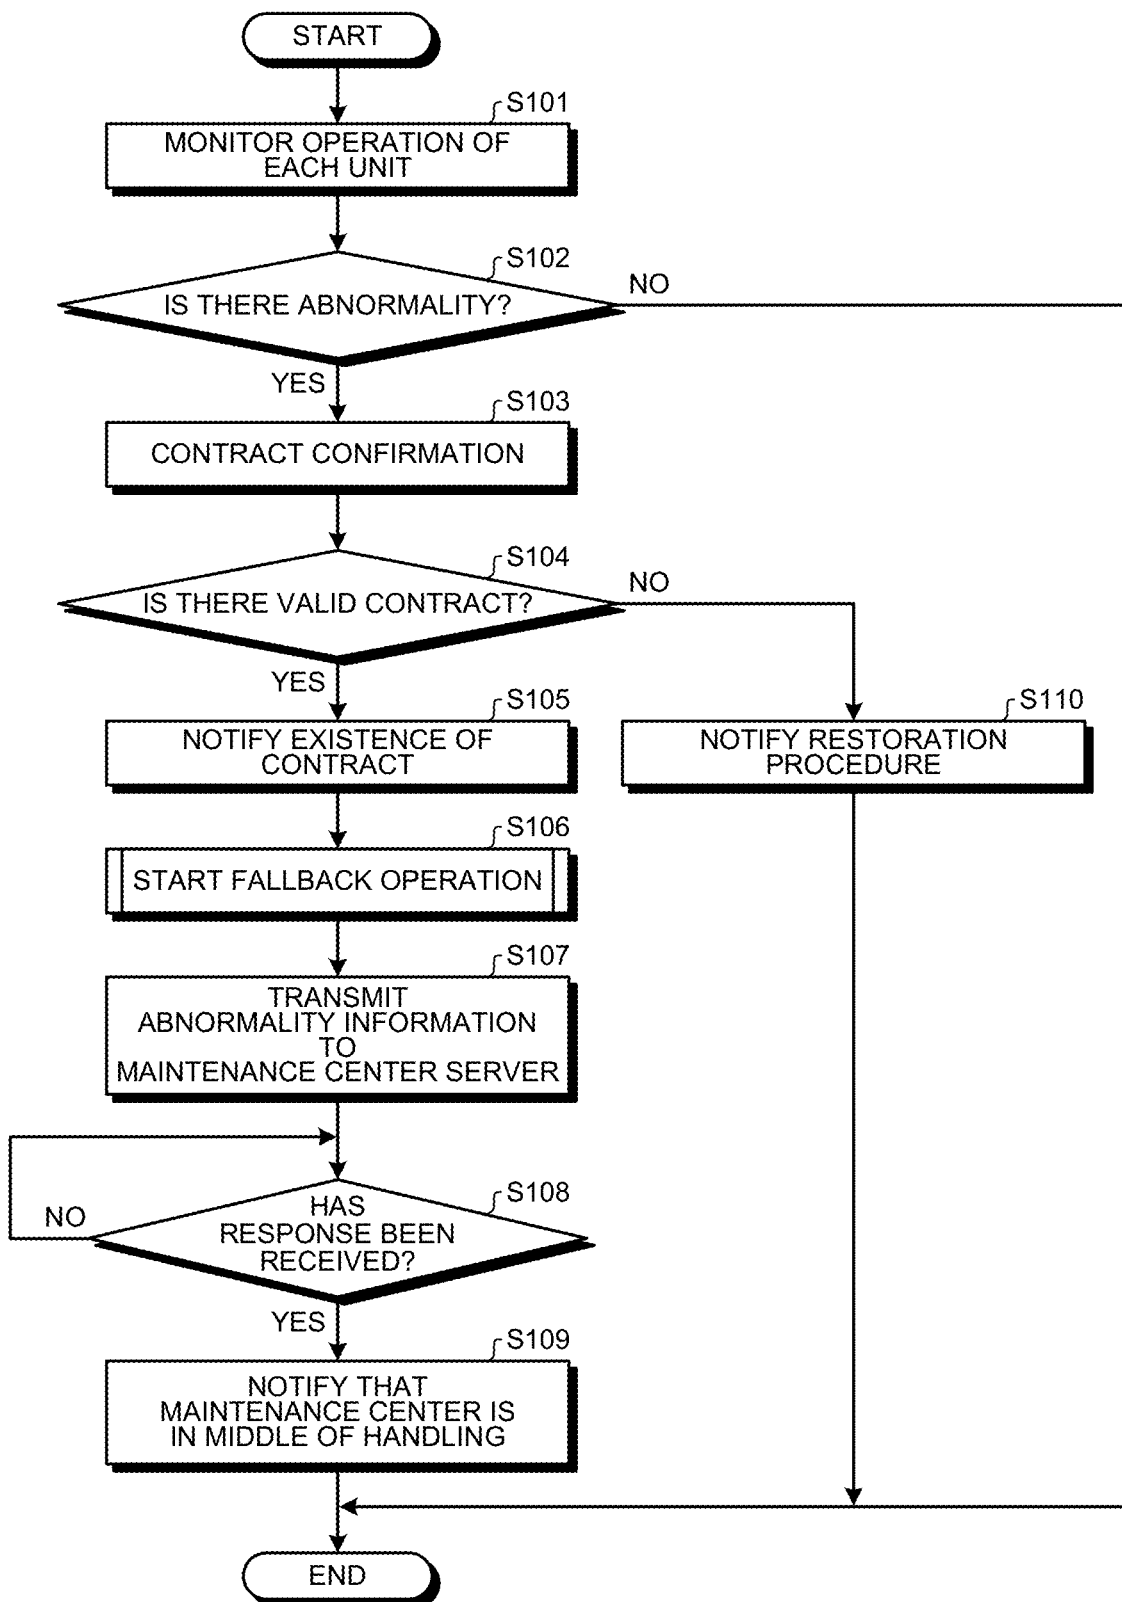 START
S101
MONITOR OPERATION OF
EACH UNIT
S102
IS THERE ABNORMALITY?
NO
YES
S103
CONTRACT CONFIRMATION
S104
IS THERE VALID CONTRACT?
NO
YES
S105
NOTIFY EXISTENCE OF
CONTRACT
S110
NOTIFY RESTORATION
PROCEDURE
S106
START FALLBACK OPERATION
S107
TRANSMIT
ABNORMALITY INFORMATION
TO
MAINTENANCE CENTER SERVER
S108
HAS
RESPONSE BEEN
RECEIVED?
NO
YES
S109
NOTIFY THAT
MAINTENANCE CENTER IS
IN MIDDLE OF HANDLING
END